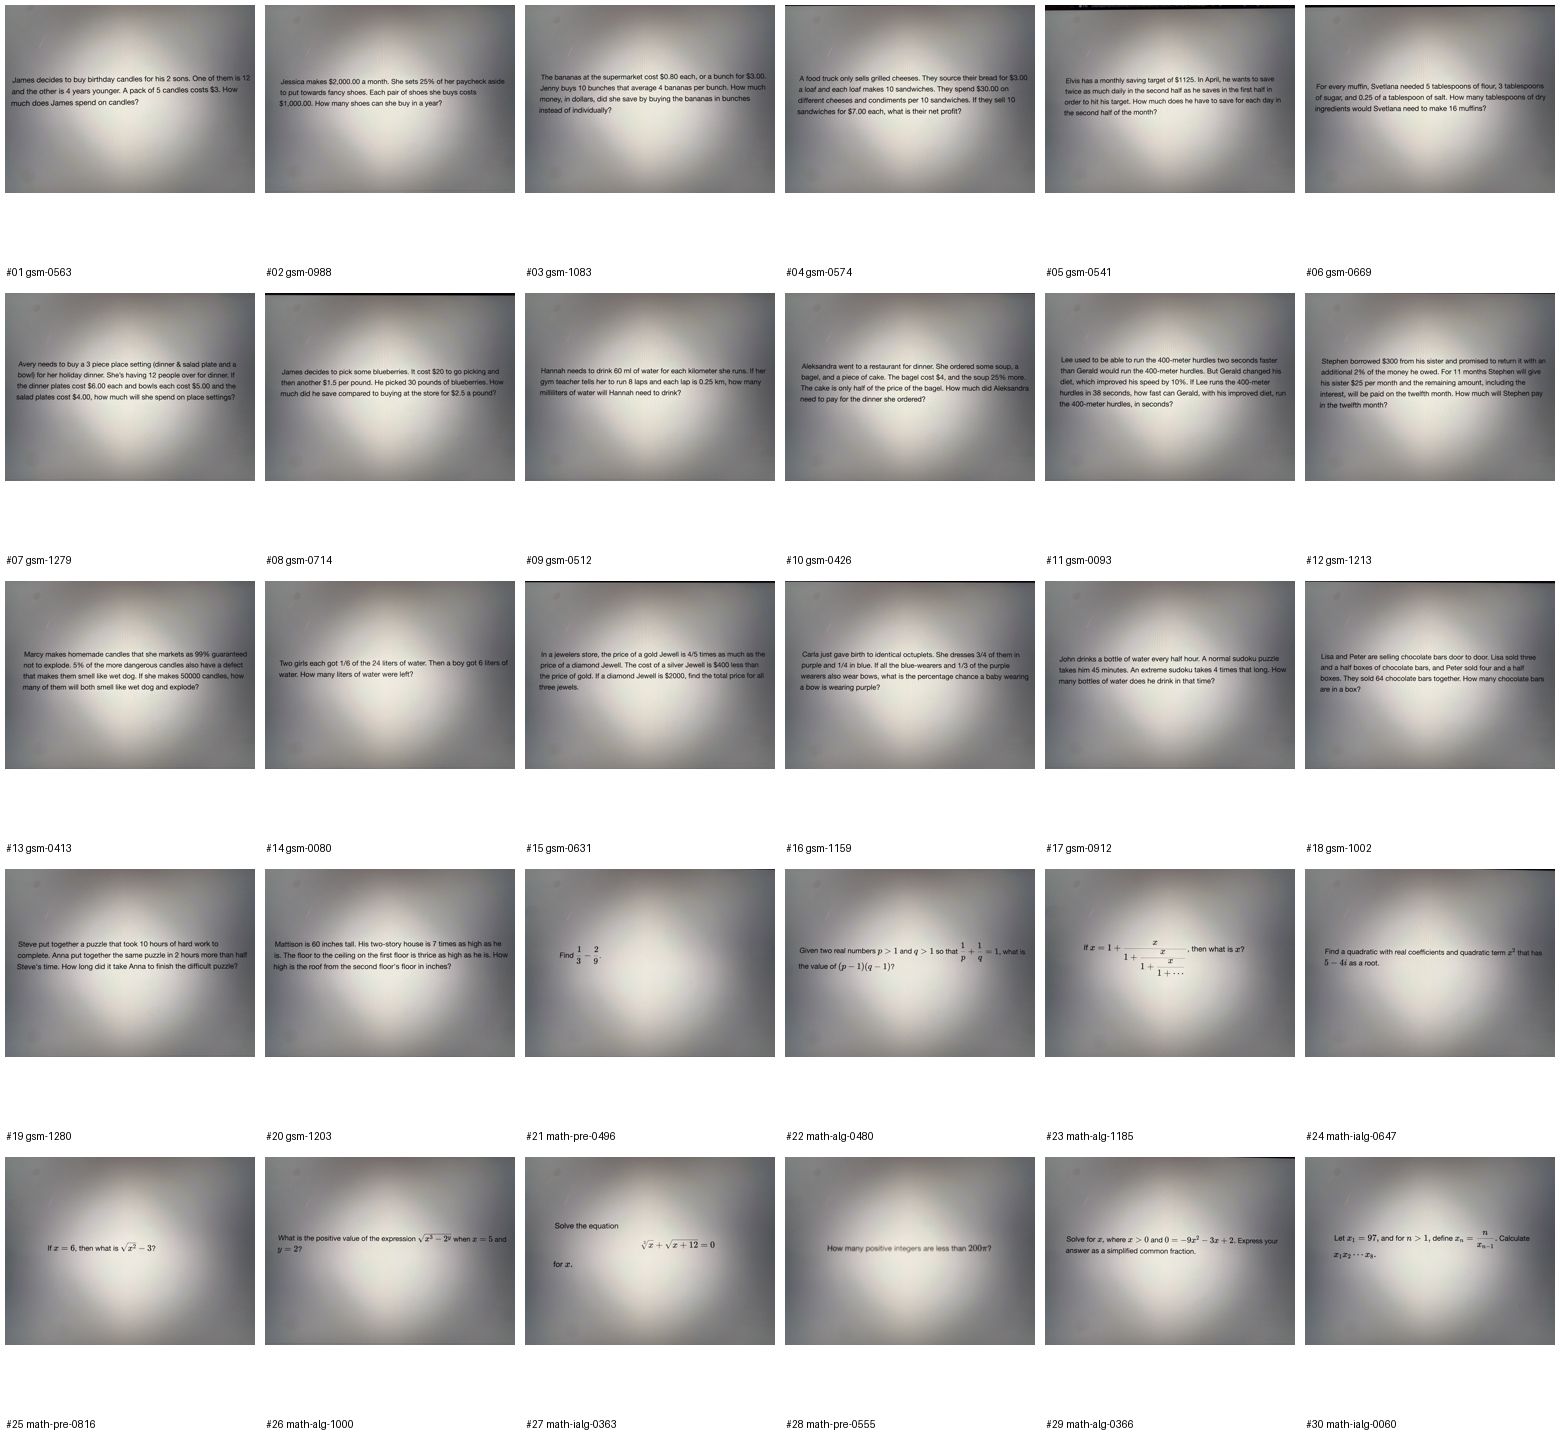 James decides to buy birthday candles for his 2 sons. One of them is 12
and the other is 4 years younger. A pack of 5 candles costs $3. How
much does James spend on candles?
#01 gsm-0563
Jessica makes $2,000.00 a month. She sets 25% of her paycheck aside
to put towards fancy shoes. Each pair of shoes she buys costs
$1,000.00. How many shoes can she buy in a year?
#02 gsm-0988
The bananas at the supermarket cost $0.80 each, or a bunch for $3.00.
Jenny buys 10 bunches that average 4 bananas per bunch. How much
money, in dollars, did she save by buying the bananas in bunches
instead of individually?
#03 gsm-1083
A food truck only sells grilled cheeses. They source their bread for $3.00
a loaf and each loaf makes 10 sandwiches. They spend $30.00 on
different cheeses and condiments per 10 sandwiches. If they sell 10
sandwiches for $7.00 each, what is their net profit?
#04 gsm-0574
Elvis has a monthly saving target of $1125. In April, he wants to save
twice as much daily in the second half as he saves in the first half in
order to hit his target. How much does he have to save for each day in
the second half of the month?
#05 gsm-0541
For every muffin, Svetlana needed 5 tablespoons of flour, 3 tablespoons
of sugar, and 0.25 of a tablespoon of salt. How many tablespoons of dry
ingredients would Svetlana need to make 16 muffins?
#06 gsm-0669
Avery needs to buy a 3 piece place setting (dinner & salad plate and a
bowl) for her holiday dinner. She's having 12 people over for dinner. If
the dinner plates cost $6.00 each and bowls each cost $5.00 and the
salad plates cost $4.00, how much will she spend on place settings?
#07 gsm-1279
James decides to pick some blueberries. It cost $20 to go picking and
then another $1.5 per pound. He picked 30 pounds of blueberries. How
much did he save compared to buying at the store for $2.5 a pound?
#08 gsm-0714
Hannah needs to drink 60 ml of water for each kilometer she runs. If her
gym teacher tells her to run 8 laps and each lap is 0.25 km, how many
milliliters of water will Hannah need to drink?
#09 gsm-0512
Aleksandra went to a restaurant for dinner. She ordered some soup, a
bagel, and a piece of cake. The bagel cost $4, and the soup 25% more.
The cake is only half of the price of the bagel. How much did Aleksandra
need to pay for the dinner she ordered?
#10 gsm-0426
Lee used to be able to run the 400-meter hurdles two seconds faster
than Gerald would run the 400-meter hurdles. But Gerald changed his
diet, which improved his speed by 10%. If Lee runs the 400-meter
hurdles in 38 seconds, how fast can Gerald, with his improved diet, run
the 400-meter hurdles, in seconds?
#11 gsm-0093
Stephen borrowed $300 from his sister and promised to return it with an
additional 2% of the money he owed. For 11 months Stephen will give
his sister $25 per month and the remaining amount, including the
interest, will be paid on the twelfth month. How much will Stephen pay
in the twelfth month?
#12 gsm-1213
Marcy makes homemade candles that she markets as 99% guaranteed
not to explode. 5% of the more dangerous candles also have a defect
that makes them smell like wet dog. If she makes 50000 candles, how
many of them will both smell like wet dog and explode?
#13 gsm-0413
Two girls each got 1/6 of the 24 liters of water. Then a boy got 6 liters of
water. How many liters of water were left?
#14 gsm-0080
In a jewelers store, the price of a gold Jewell is 4/5 times as much as the
price of a diamond Jewell. The cost of a silver Jewell is $400 less than
the price of gold. If a diamond Jewell is $2000, find the total price for all
three jewels.
#15 gsm-0631
Carla just gave birth to identical octuplets. She dresses 3/4 of them in
purple and 1/4 in blue. If all the blue-wearers and 1/3 of the purple
wearers also wear bows, what is the percentage chance a baby wearing
a bow is wearing purple?
#16 gsm-1159
John drinks a bottle of water every half hour. A normal sudoku puzzle
takes him 45 minutes. An extreme sudoku takes 4 times that long. How
many bottles of water does he drink in that time?
#17 gsm-0912
Lisa and Peter are selling chocolate bars door to door. Lisa sold three
and a half boxes of chocolate bars, and Peter sold four and a half
boxes. They sold 64 chocolate bars together. How many chocolate bars
are in a box?
#18 gsm-1002
Steve put together a puzzle that took 10 hours of hard work to
complete. Anna put together the same puzzle in 2 hours more than half
Steve's time. How long did it take Anna to finish the difficult puzzle?
#19 gsm-1280
Mattison is 60 inches tall. His two-story house is 7 times as high as he
is. The floor to the ceiling on the first floor is thrice as high as he is. How
high is the roof from the second floor's floor in inches?
#20 gsm-1203
Find 1/3 − 2/9.
#21 math-pre-0496
Given two real numbers p > 1 and q > 1 so that 1/p + 1/q = 1, what is
the value of (p − 1)(q − 1)?
#22 math-alg-0480
If x = 1 + x/(1 + x/(1 + x/(1 + ⋯))), then what is x?
#23 math-alg-1185
Find a quadratic with real coefficients and quadratic term x² that has
5 − 4i as a root.
#24 math-ialg-0647
If x = 6, then what is √x² − 3?
#25 math-pre-0816
What is the positive value of the expression √(x³ − 2ʸ) when x = 5 and
y = 2?
#26 math-alg-1000
Solve the equation
√x + √(x + 12) = 0
for x.
#27 math-ialg-0363
How many positive integers are less than 200π?
#28 math-pre-0555
Solve for x, where x > 0 and 0 = −9x² − 3x + 2. Express your
answer as a simplified common fraction.
#29 math-alg-0366
Let x₁ = 97, and for n > 1, define xₙ = n/xₙ₋₁. Calculate
x₁x₂ ⋯ x₈.
#30 math-ialg-0060